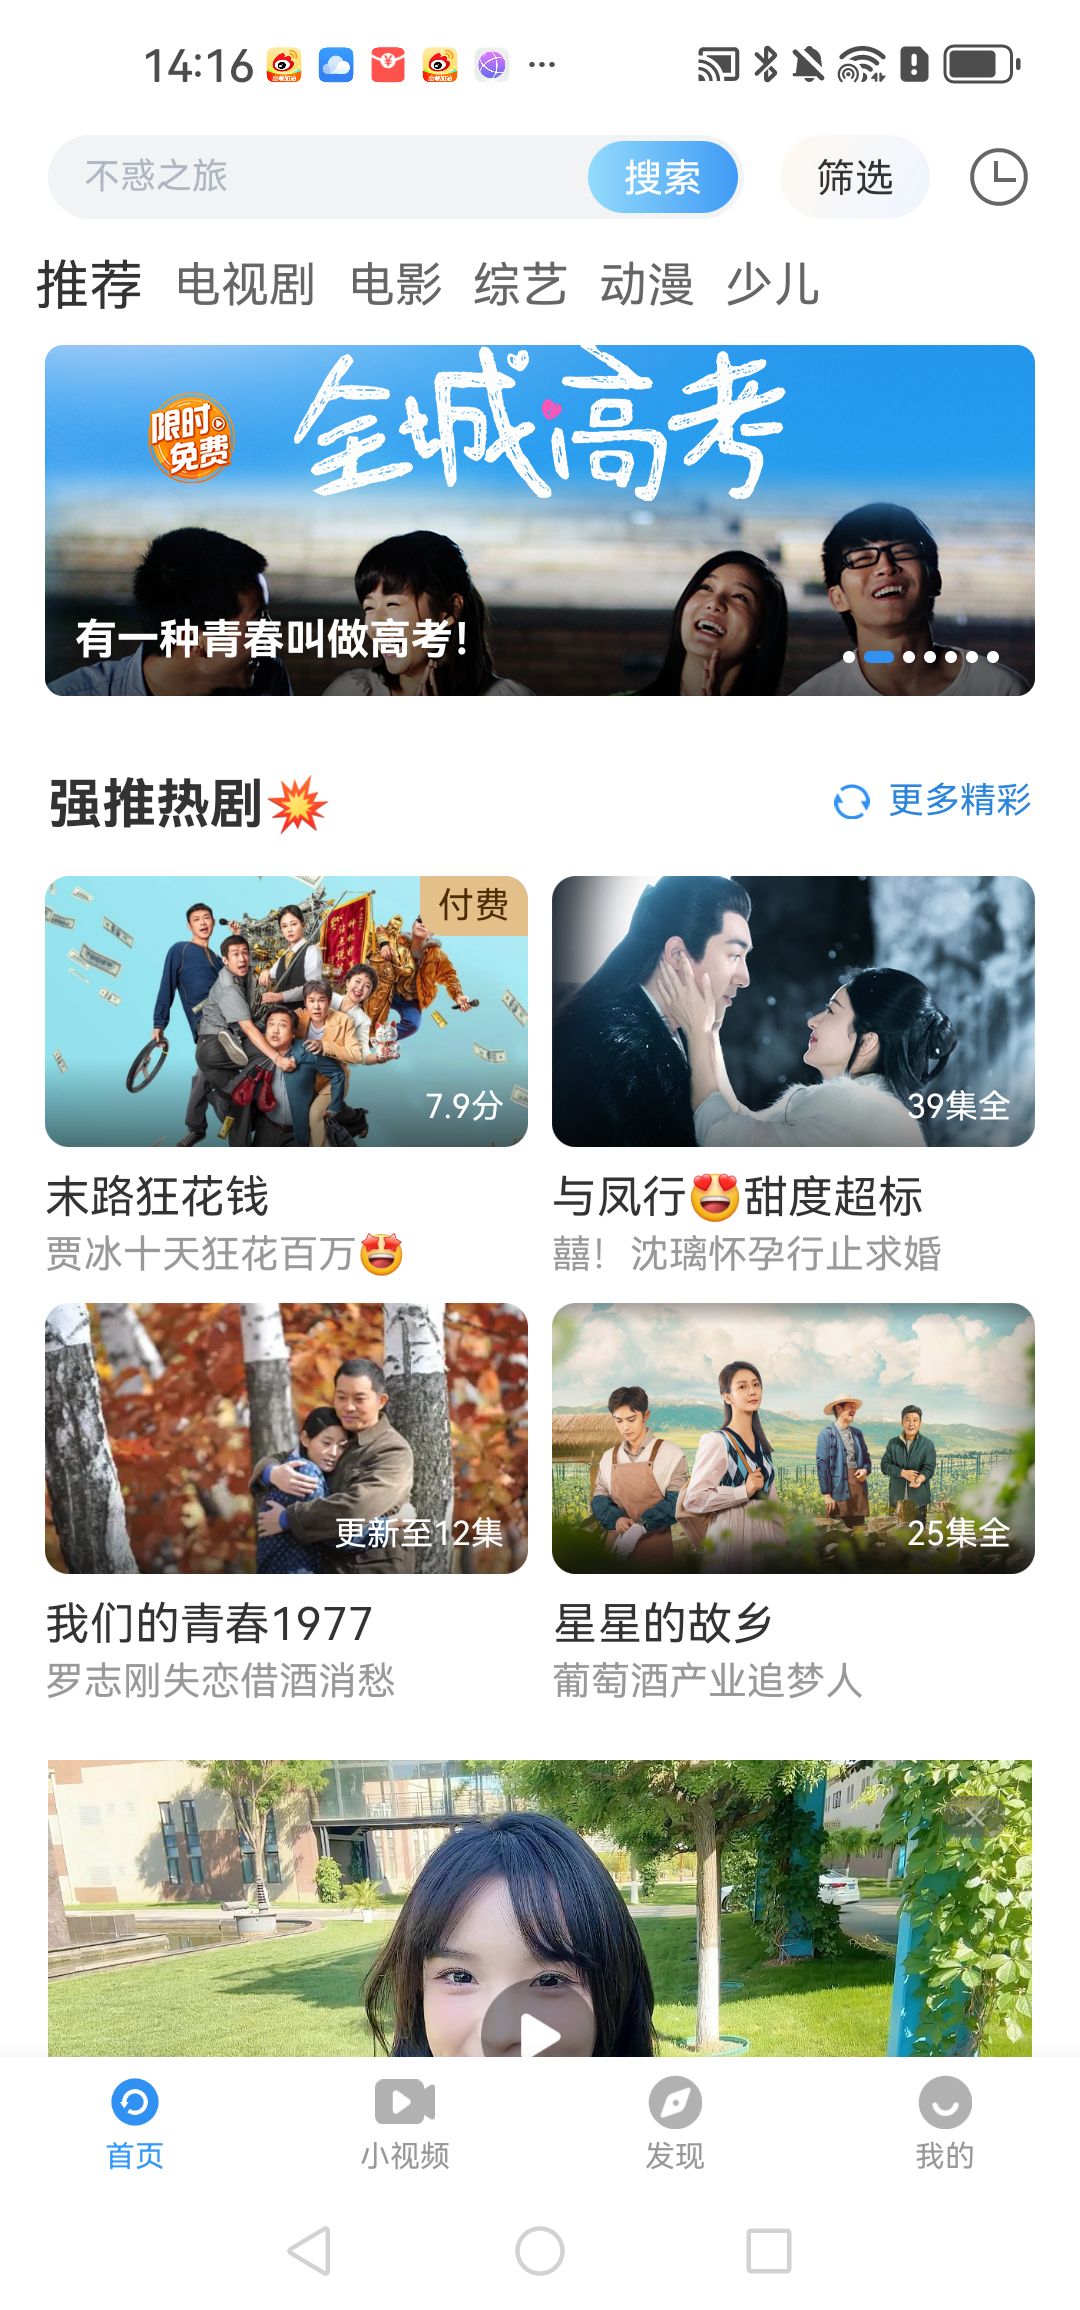 14:16
不惑之旅
搜索
筛选
推荐 电视剧 电影 综艺 动漫 少儿
限时免费
全城高考
有一种青春叫做高考!
强推热剧💥
更多精彩
付费
7.9分
39集全
末路狂花钱
贾冰十天狂花百万🤩
与凤行😍甜度超标
囍！沈璃怀孕行止求婚
更新至12集
25集全
我们的青春1977
罗志刚失恋借酒消愁
星星的故乡
葡萄酒产业追梦人
首页
小视频
发现
我的